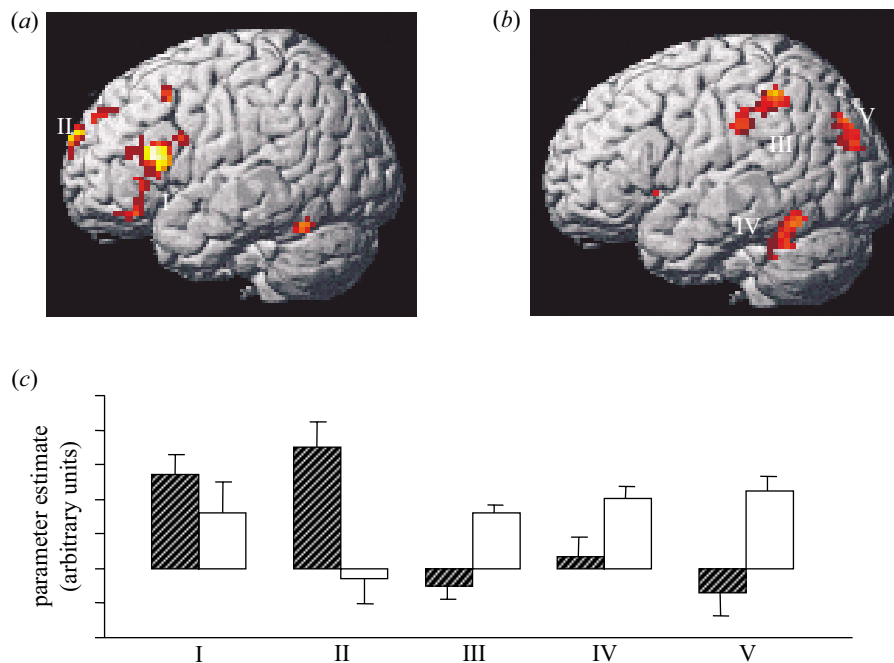 (a)
(b)
II
V
III
IV
(c)
parameter estimate
(arbitrary units)
I II III IV V